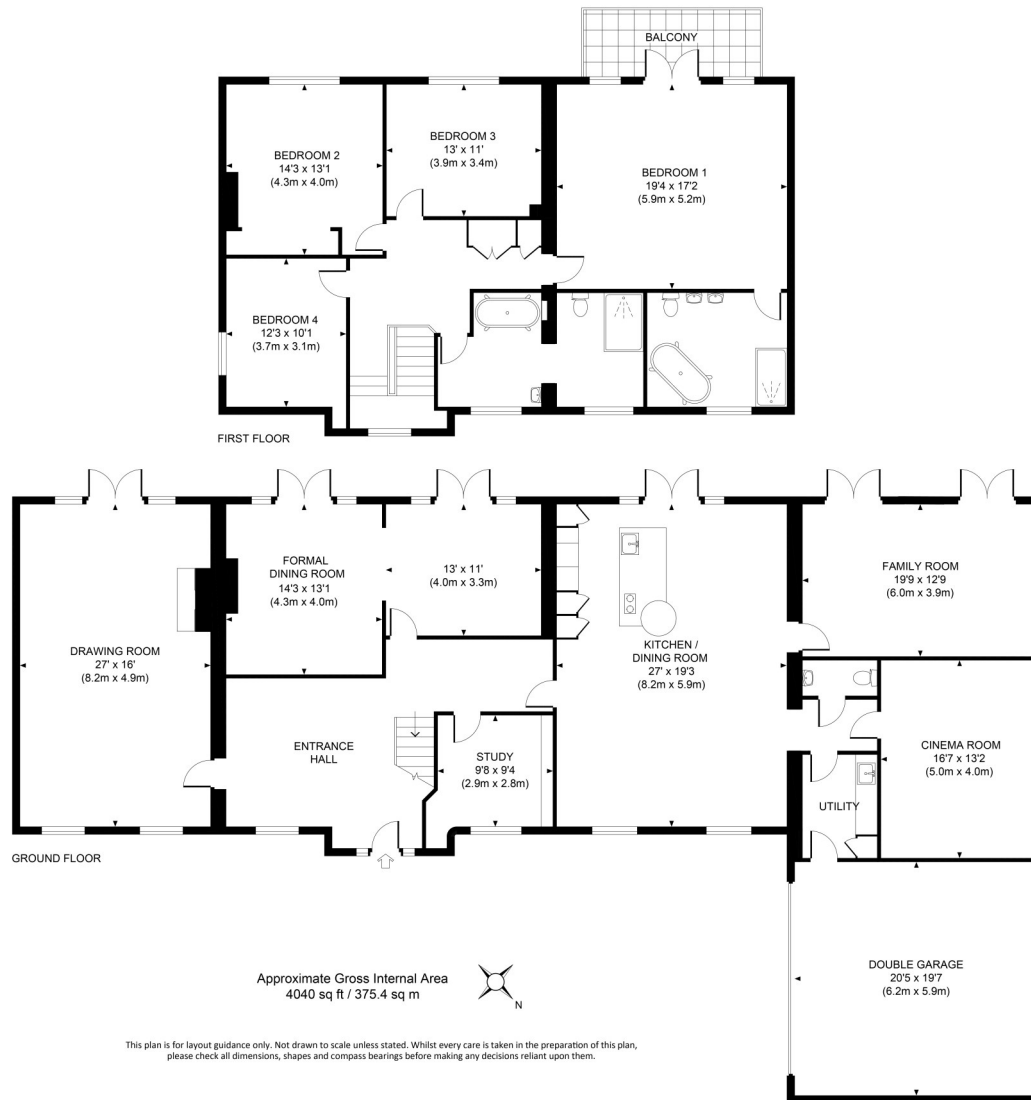 BALCONY
BEDROOM 2
14'3 x 13'1
(4.3m x 4.0m)
BEDROOM 3
13' x 11'
(3.9m x 3.4m)
BEDROOM 1
19'4 x 17'2
(5.9m x 5.2m)
BEDROOM 4
12'3 x 10'1
(3.7m x 3.1m)
FIRST FLOOR
DRAWING ROOM
27' x 16'
(8.2m x 4.9m)
FORMAL
DINING ROOM
14'3 x 13'1
(4.3m x 4.0m)
13' x 11'
(4.0m x 3.3m)
KITCHEN /
DINING ROOM
27' x 19'3
(8.2m x 5.9m)
FAMILY ROOM
19'9 x 12'9
(6.0m x 3.9m)
ENTRANCE
HALL
STUDY
9'8 x 9'4
(2.9m x 2.8m)
UTILITY
CINEMA ROOM
16'7 x 13'2
(5.0m x 4.0m)
GROUND FLOOR
DOUBLE GARAGE
20'5 x 19'7
(6.2m x 5.9m)
Approximate Gross Internal Area
4040 sq ft / 375.4 sq m
N
This plan is for layout guidance only. Not drawn to scale unless stated. Whilst every care is taken in the preparation of this plan,
please check all dimensions, shapes and compass bearings before making any decisions reliant upon them.